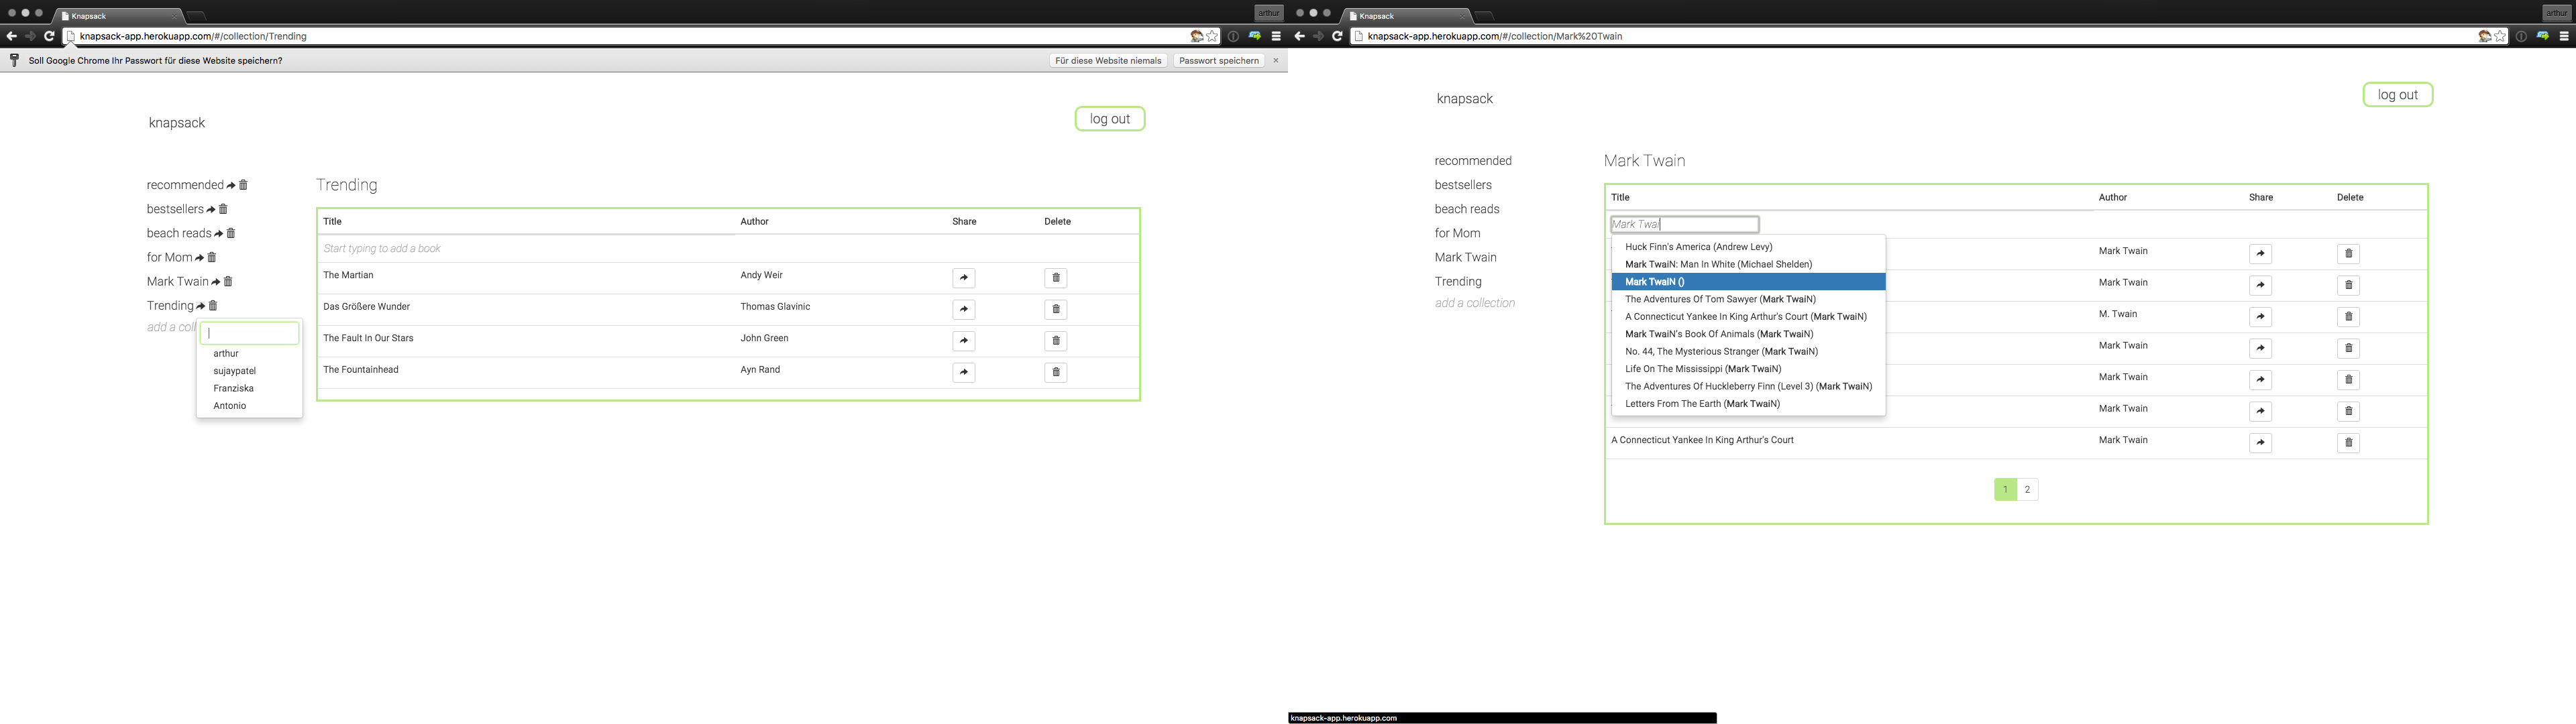 Knapsack
arthur
knapsack-app.herokuapp.com/#/collection/Trending
Soll Google Chrome Ihr Passwort für diese Website speichern?
Für diese Website niemals
Passwort speichern
knapsack
log out
recommended
bestsellers
beach reads
for Mom
Mark Twain
Trending
add a coll
arthur
sujaypatel
Franziska
Antonio
Trending
Title Author Share Delete
Start typing to add a book
The Martian Andy Weir
Das Größere Wunder Thomas Glavinic
The Fault In Our Stars John Green
The Fountainhead Ayn Rand
Knapsack
arthur
knapsack-app.herokuapp.com/#/collection/Mark%20Twain
knapsack
log out
recommended
bestsellers
beach reads
for Mom
Mark Twain
Trending
add a collection
Mark Twain
Title Author Share Delete
Mark Twai
Huck Finn's America (Andrew Levy)
Mark TwaiN: Man In White (Michael Shelden)
Mark TwaiN ()
The Adventures Of Tom Sawyer (Mark TwaiN)
A Connecticut Yankee In King Arthur's Court (Mark TwaiN)
Mark TwaiN's Book Of Animals (Mark TwaiN)
No. 44, The Mysterious Stranger (Mark TwaiN)
Life On The Mississippi (Mark TwaiN)
The Adventures Of Huckleberry Finn (Level 3) (Mark TwaiN)
Letters From The Earth (Mark TwaiN)
Mark Twain
Mark Twain
M. Twain
Mark Twain
Mark Twain
Mark Twain
A Connecticut Yankee In King Arthur's Court Mark Twain
1 2
knapsack-app.herokuapp.com